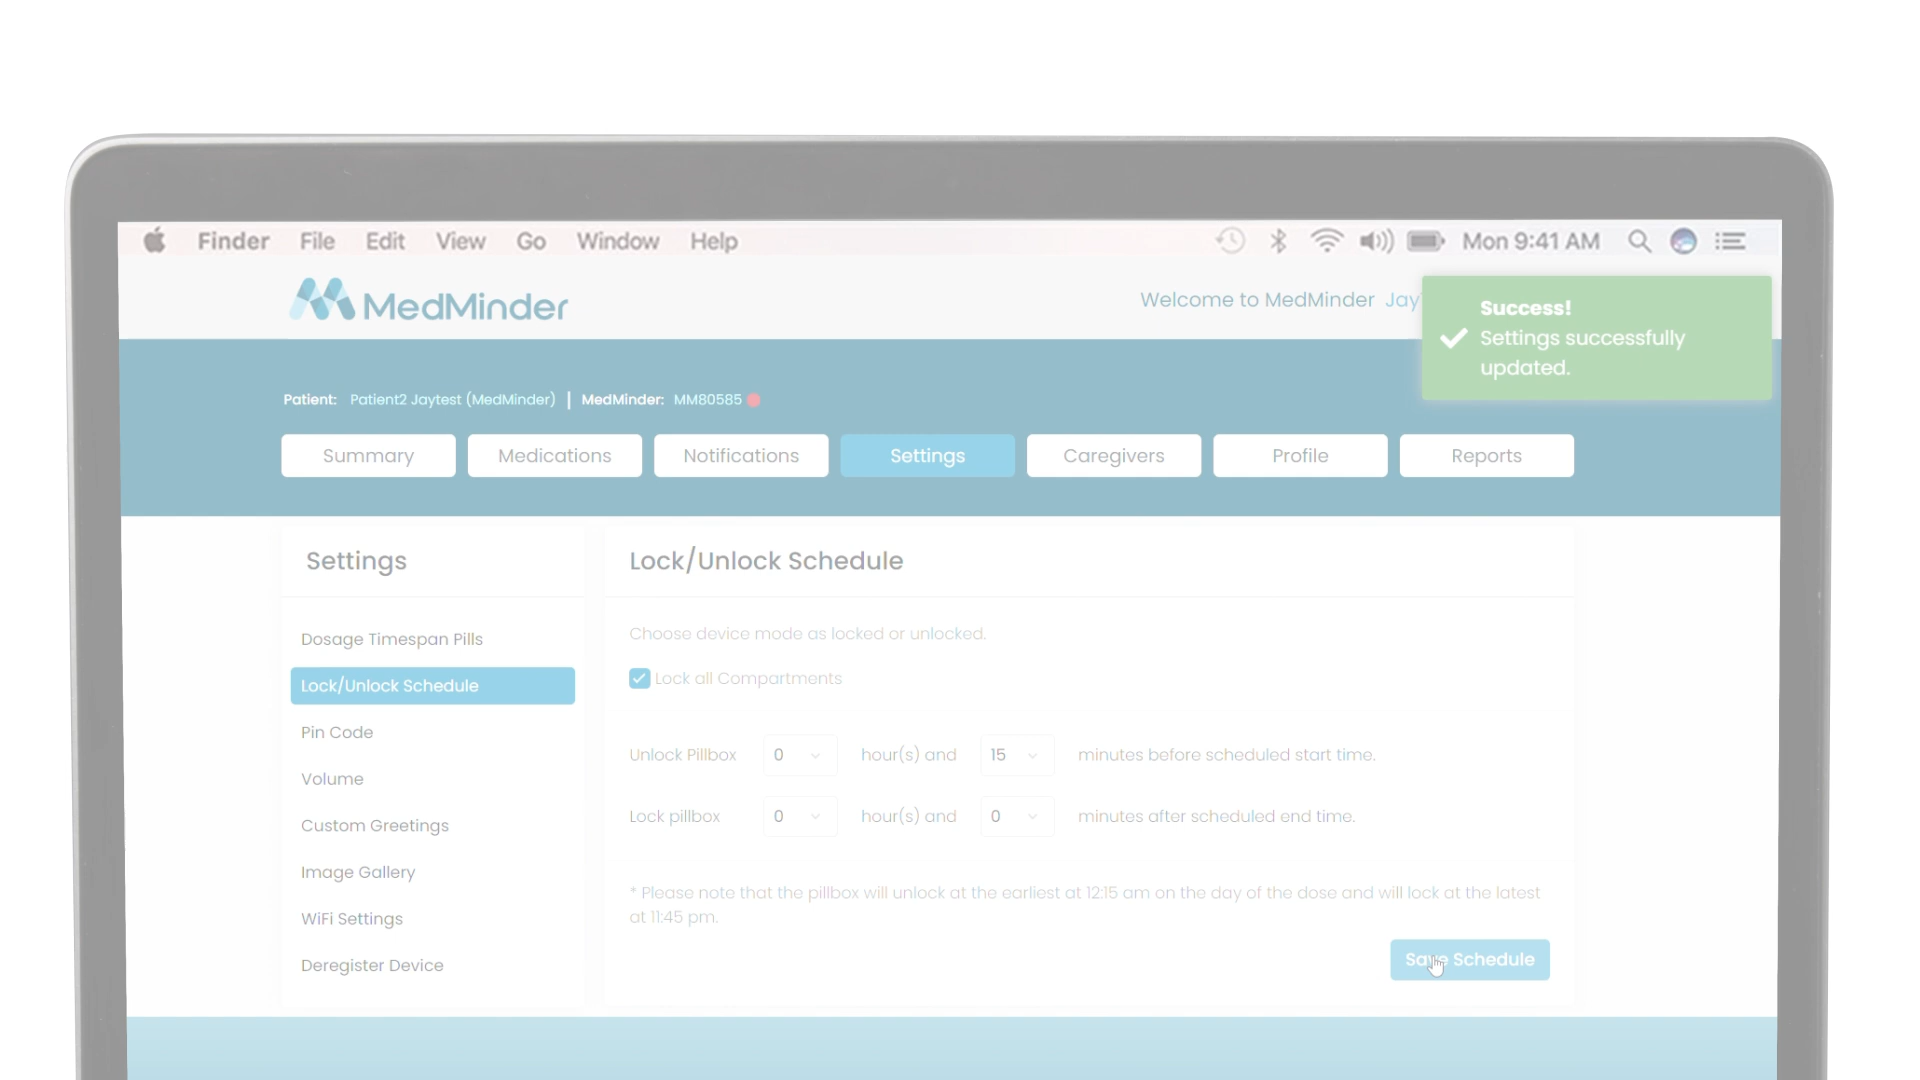 Finder File Edit View Go Window Help Mon 9:41 AM
MedMinder
Welcome to MedMinder Jay
Success!
Settings successfully
updated.
Patient: Patient2 Jaytest (MedMinder) | MedMinder: MM80585
Summary Medications Notifications Settings Caregivers Profile Reports
Settings
Dosage Timespan Pills
Lock/Unlock Schedule
Pin Code
Volume
Custom Greetings
Image Gallery
WiFi Settings
Deregister Device
Lock/Unlock Schedule
Choose device mode as locked or unlocked.
Lock all Compartments
Unlock Pillbox 0 hour(s) and 15 minutes before scheduled start time.
Lock pillbox 0 hour(s) and 0 minutes after scheduled end time.
* Please note that the pillbox will unlock at the earliest at 12:15 am on the day of the dose and will lock at the latest
at 11:45 pm.
Save Schedule